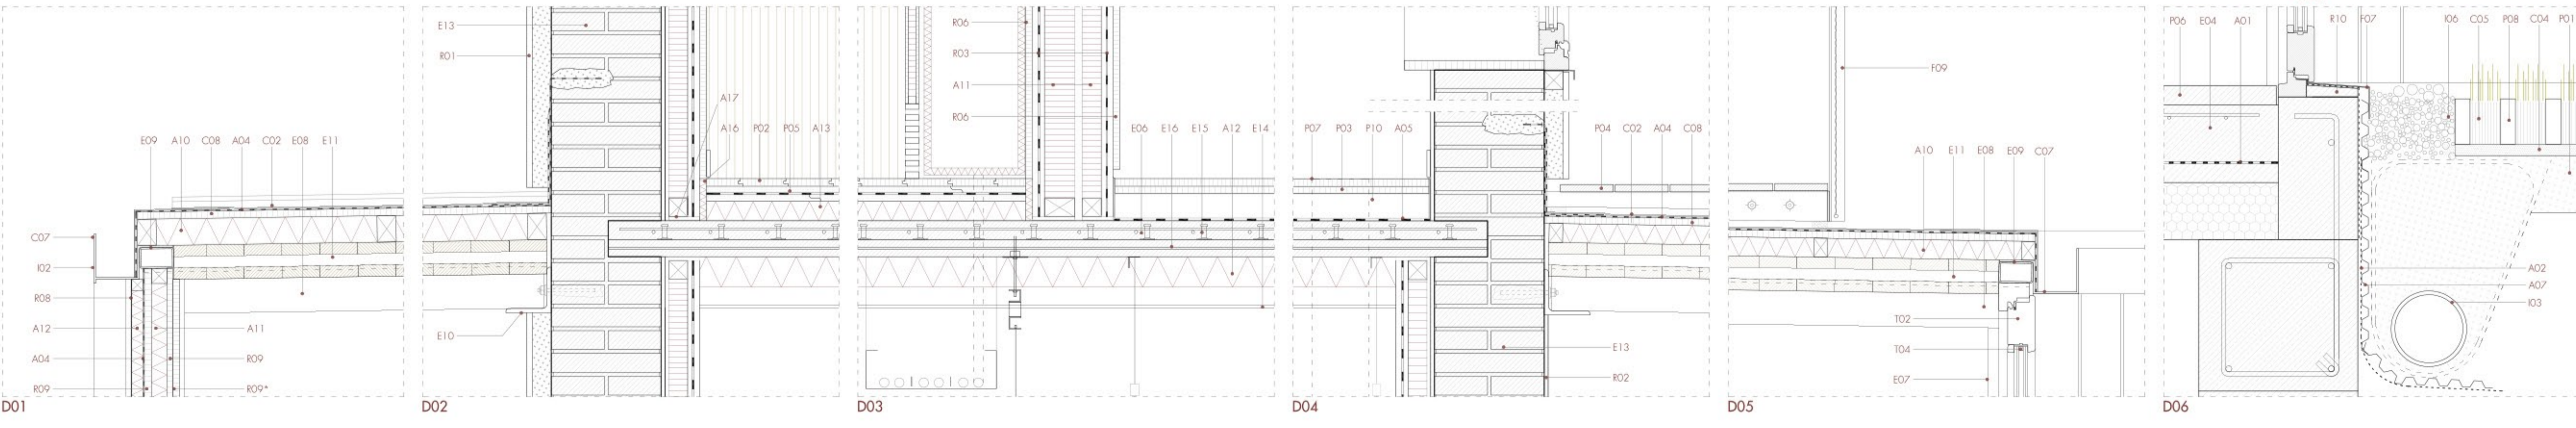 E09 A10 C08 A04 C02 E08 E11
C07
I02
R08
A12
A11
A04
R09
R09
R09*
D01
E13
R01
A17
A16 P02 P05 A13
E10
D02
R06
R03
A11
R06
E06 E16 E15 A12 E14
D03
P07 P03 P10 A05
P04 C02 A04 C08
E13
R02
D04
F09
A10 E11 E08 E09 C07
T02
T04
E07
D05
P06 E04 A01 R10 F07 I06 C05 P08 C04 P01
A02
A07
I03
D06